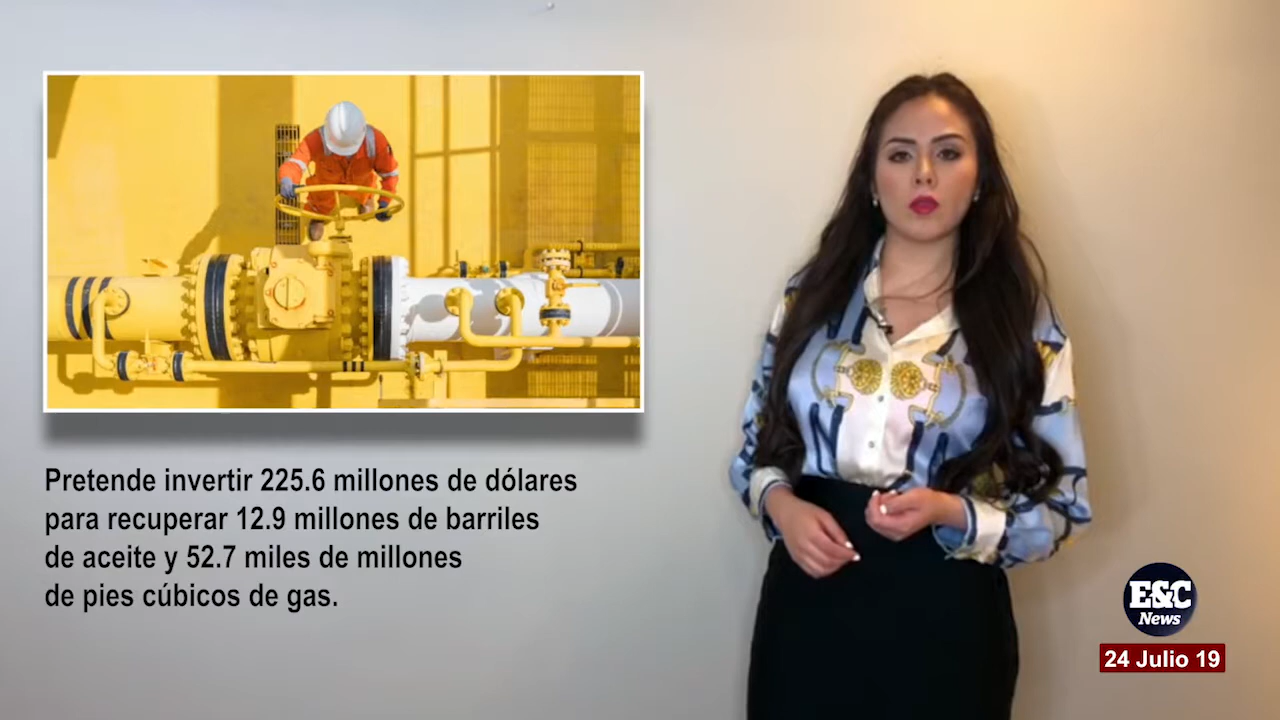 Pretende invertir 225.6 millones de dólares
para recuperar 12.9 millones de barriles
de aceite y 52.7 miles de millones
de pies cúbicos de gas.
E&C
News
24 Julio 19